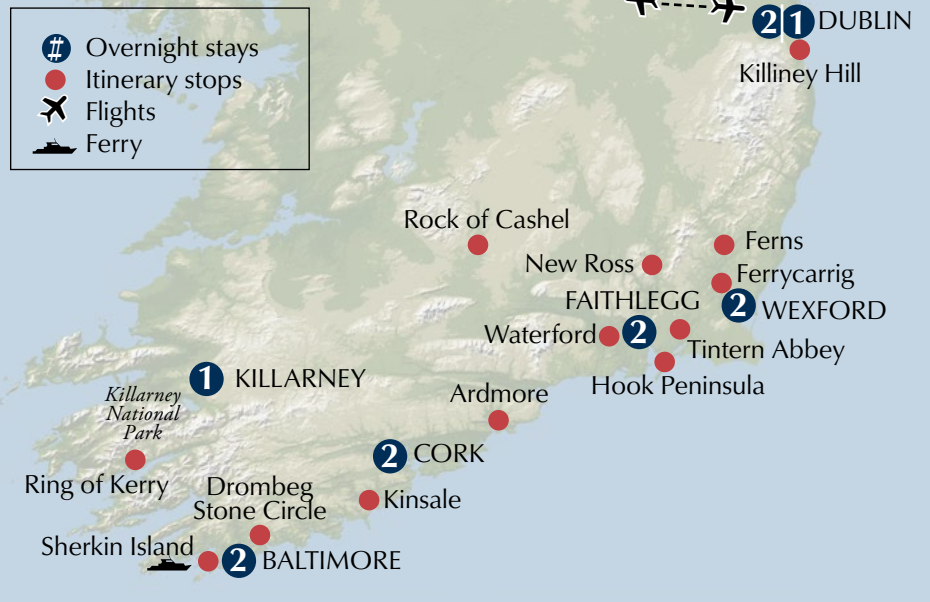 # Overnight stays
Itinerary stops
Flights
Ferry
2 1 DUBLIN
Killiney Hill
Rock of Cashel
Ferns
New Ross
Ferrycarrig
FAITHLEGG
2 WEXFORD
Waterford 2
Tintern Abbey
Hook Peninsula
1 KILLARNEY
Killarney
National
Park
Ardmore
2 CORK
Ring of Kerry
Drombeg
Stone Circle
Kinsale
Sherkin Island
2 BALTIMORE